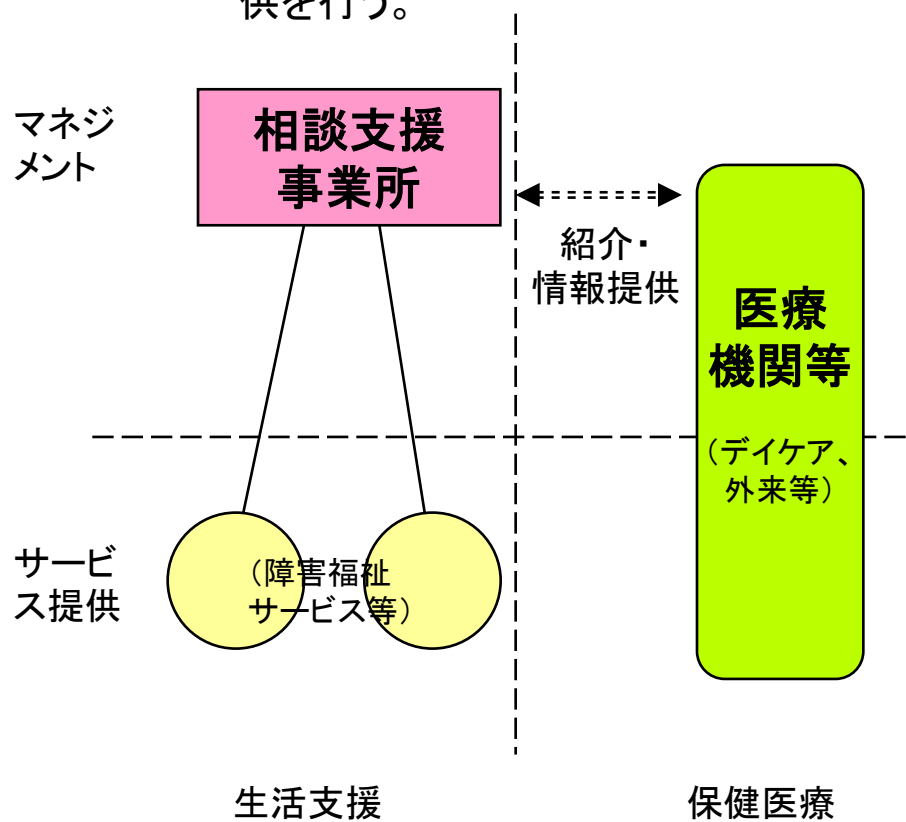 供を行う。
マネジ
メント
相談支援
事業所
紹介・
情報提供
医療
機関等
（デイケア、
外来等）
サービ
ス提供
（障害福祉
サービス等）
生活支援
保健医療